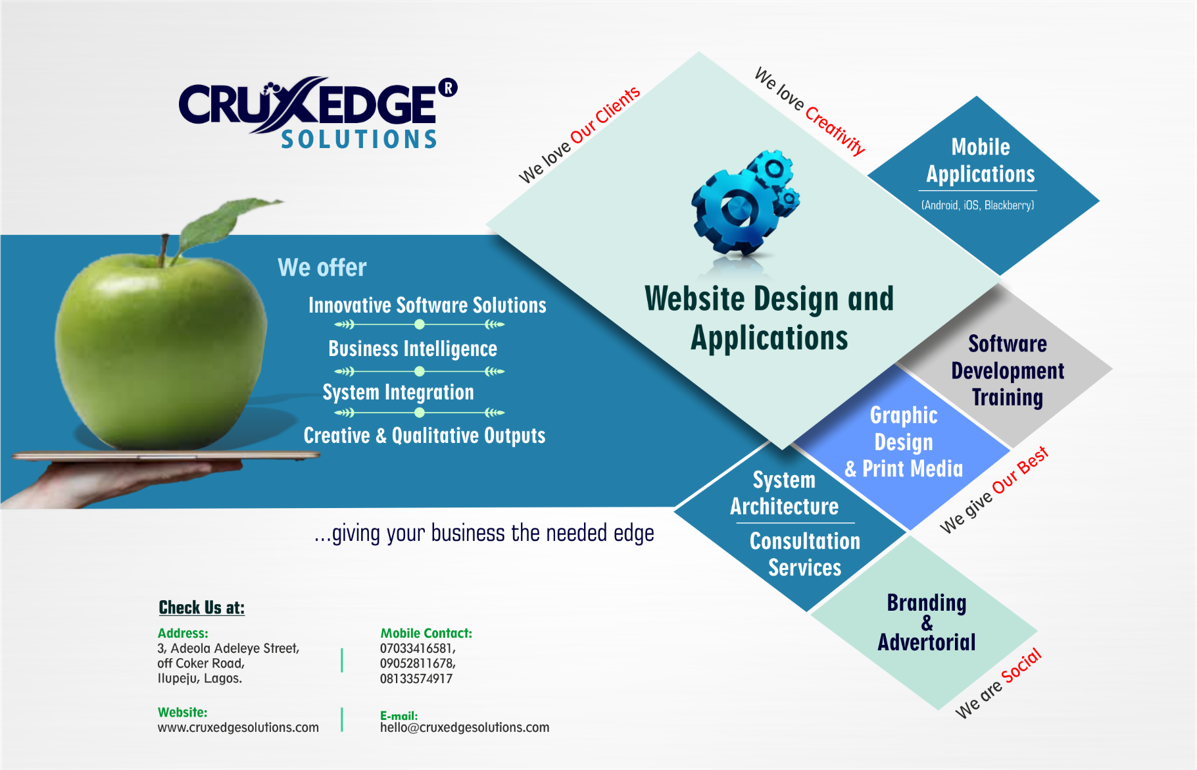 CRUXEDGE®
SOLUTIONS
We love Our Clients
We love Creativity
Mobile
Applications
(Android, iOS, Blackberry)
We offer
Innovative Software Solutions
Business Intelligence
System Integration
Creative & Qualitative Outputs
Website Design and
Applications
Software
Development
Training
Graphic
Design
& Print Media
We give Our Best
System
Architecture
Consultation
Services
...giving your business the needed edge
Branding
&
Advertorial
We are Social
Check Us at:
Address:
3, Adeola Adeleye Street,
off Coker Road,
Ilupeju, Lagos.
Mobile Contact:
07033416581,
09052811678,
08133574917
Website:
www.cruxedgesolutions.com
E-mail:
hello@cruxedgesolutions.com